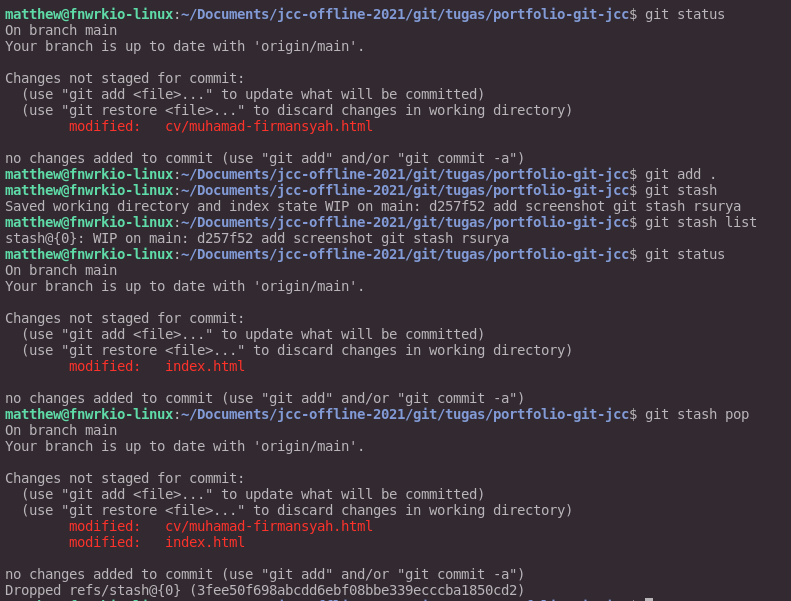 matthew@fnwrkio-linux:~/Documents/jcc-offline-2021/git/tugas/portfolio-git-jcc$ git status
On branch main
Your branch is up to date with 'origin/main'.
Changes not staged for commit:
  (use "git add <file>..." to update what will be committed)
  (use "git restore <file>..." to discard changes in working directory)
        modified:   cv/muhamad-firmansyah.html
no changes added to commit (use "git add" and/or "git commit -a")
matthew@fnwrkio-linux:~/Documents/jcc-offline-2021/git/tugas/portfolio-git-jcc$ git add .
matthew@fnwrkio-linux:~/Documents/jcc-offline-2021/git/tugas/portfolio-git-jcc$ git stash
Saved working directory and index state WIP on main: d257f52 add screenshot git stash rsurya
matthew@fnwrkio-linux:~/Documents/jcc-offline-2021/git/tugas/portfolio-git-jcc$ git stash list
stash@{0}: WIP on main: d257f52 add screenshot git stash rsurya
matthew@fnwrkio-linux:~/Documents/jcc-offline-2021/git/tugas/portfolio-git-jcc$ git status
On branch main
Your branch is up to date with 'origin/main'.
Changes not staged for commit:
  (use "git add <file>..." to update what will be committed)
  (use "git restore <file>..." to discard changes in working directory)
        modified:   index.html
no changes added to commit (use "git add" and/or "git commit -a")
matthew@fnwrkio-linux:~/Documents/jcc-offline-2021/git/tugas/portfolio-git-jcc$ git stash pop
On branch main
Your branch is up to date with 'origin/main'.
Changes not staged for commit:
  (use "git add <file>..." to update what will be committed)
  (use "git restore <file>..." to discard changes in working directory)
        modified:   cv/muhamad-firmansyah.html
        modified:   index.html
no changes added to commit (use "git add" and/or "git commit -a")
Dropped refs/stash@{0} (3fee50f698abcdd6ebf08bbe339ecccba1850cd2)